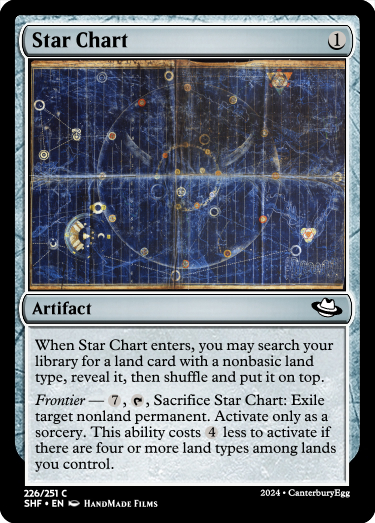 Star Chart 1
Artifact
When Star Chart enters, you may search your
library for a land card with a nonbasic land
type, reveal it, then shuffle and put it on top.
Frontier — 7, , Sacrifice Star Chart: Exile
target nonland permanent. Activate only as a
sorcery. This ability costs 4 less to activate if
there are four or more land types among lands
you control.
226/251 C
SHF • EN HandMade Films
2024 • CanterburyEgg